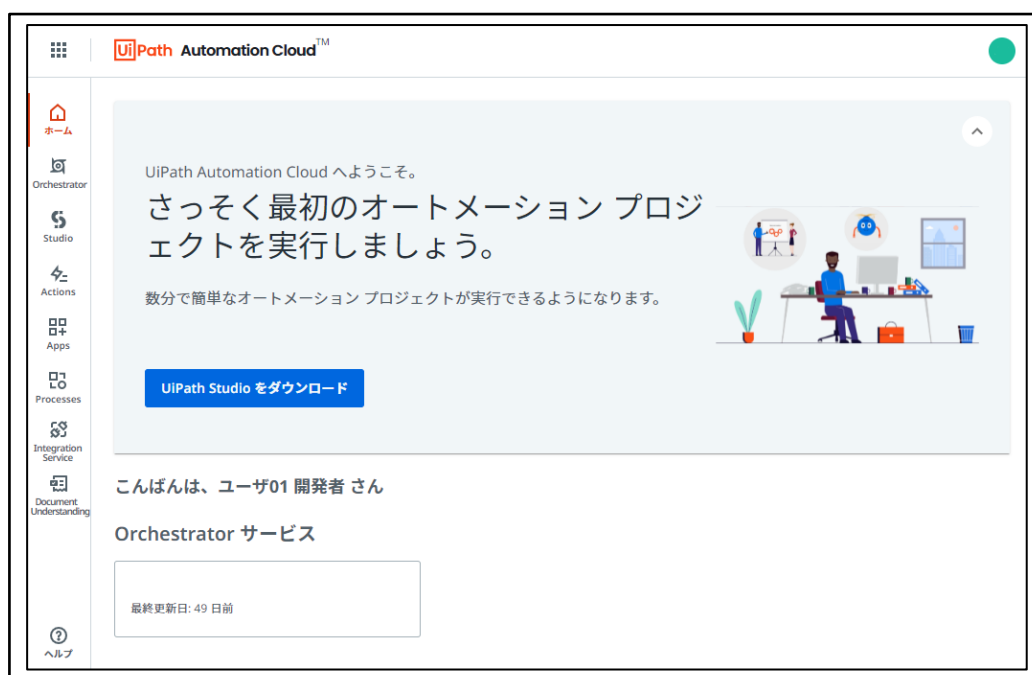 UiPath Automation Cloud™
ホーム
Orchestrator
Studio
Actions
Apps
Processes
Integration
Service
Document
Understanding
ヘルプ
UiPath Automation Cloud へようこそ。
さっそく最初のオートメーション プロジ
ェクトを実行しましょう。
数分で簡単なオートメーション プロジェクトが実行できるようになります。
UiPath Studio をダウンロード
こんばんは、ユーザ01 開発者 さん
Orchestrator サービス
最終更新日: 49 日前